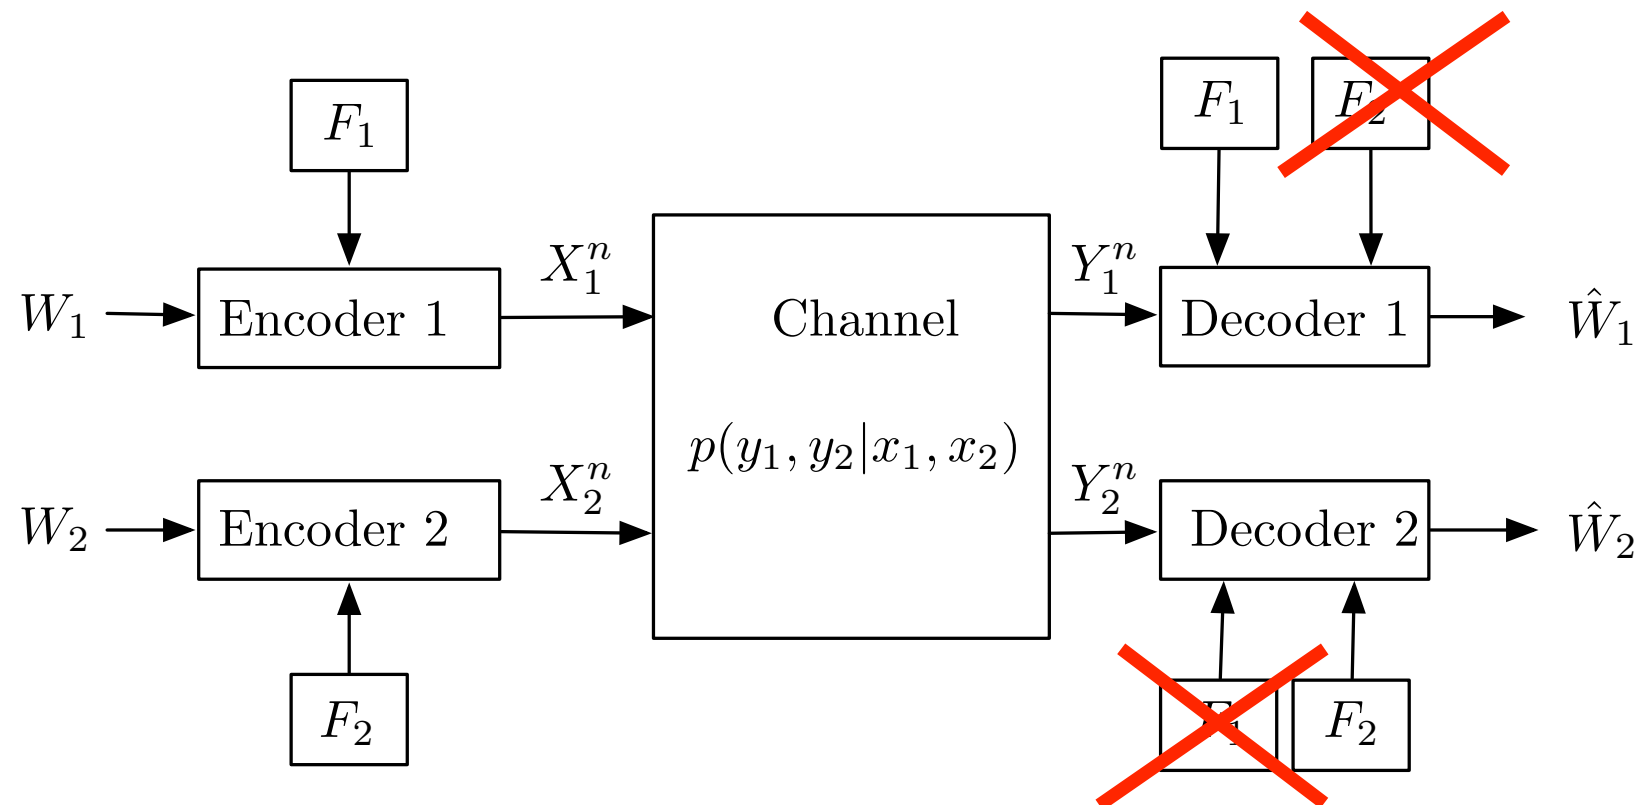 F₁ F₂
F₁
X₁ⁿ Y₁ⁿ
W₁ Encoder 1 Channel Decoder 1 Ŵ₁
p(y₁, y₂|x₁, x₂)
X₂ⁿ Y₂ⁿ
W₂ Encoder 2 Decoder 2 Ŵ₂
F₂ F₁ F₂